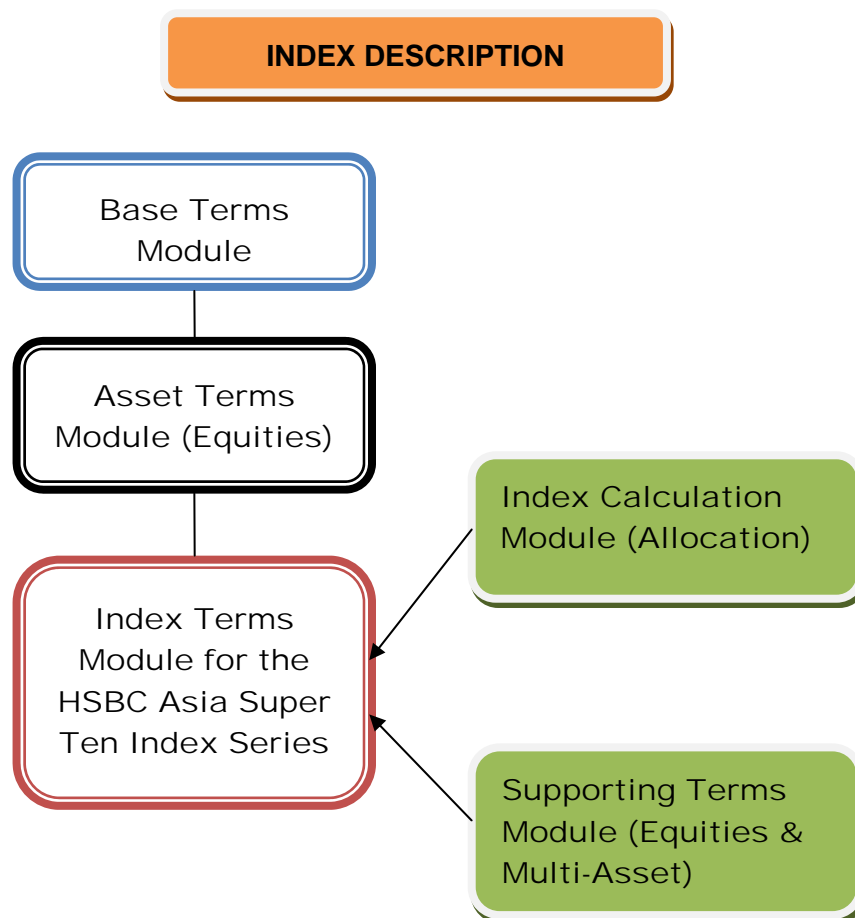 INDEX DESCRIPTION
Base Terms
Module
Asset Terms
Module (Equities)
Index Terms
Module for the
HSBC Asia Super
Ten Index Series
Index Calculation
Module (Allocation)
Supporting Terms
Module (Equities &
Multi-Asset)